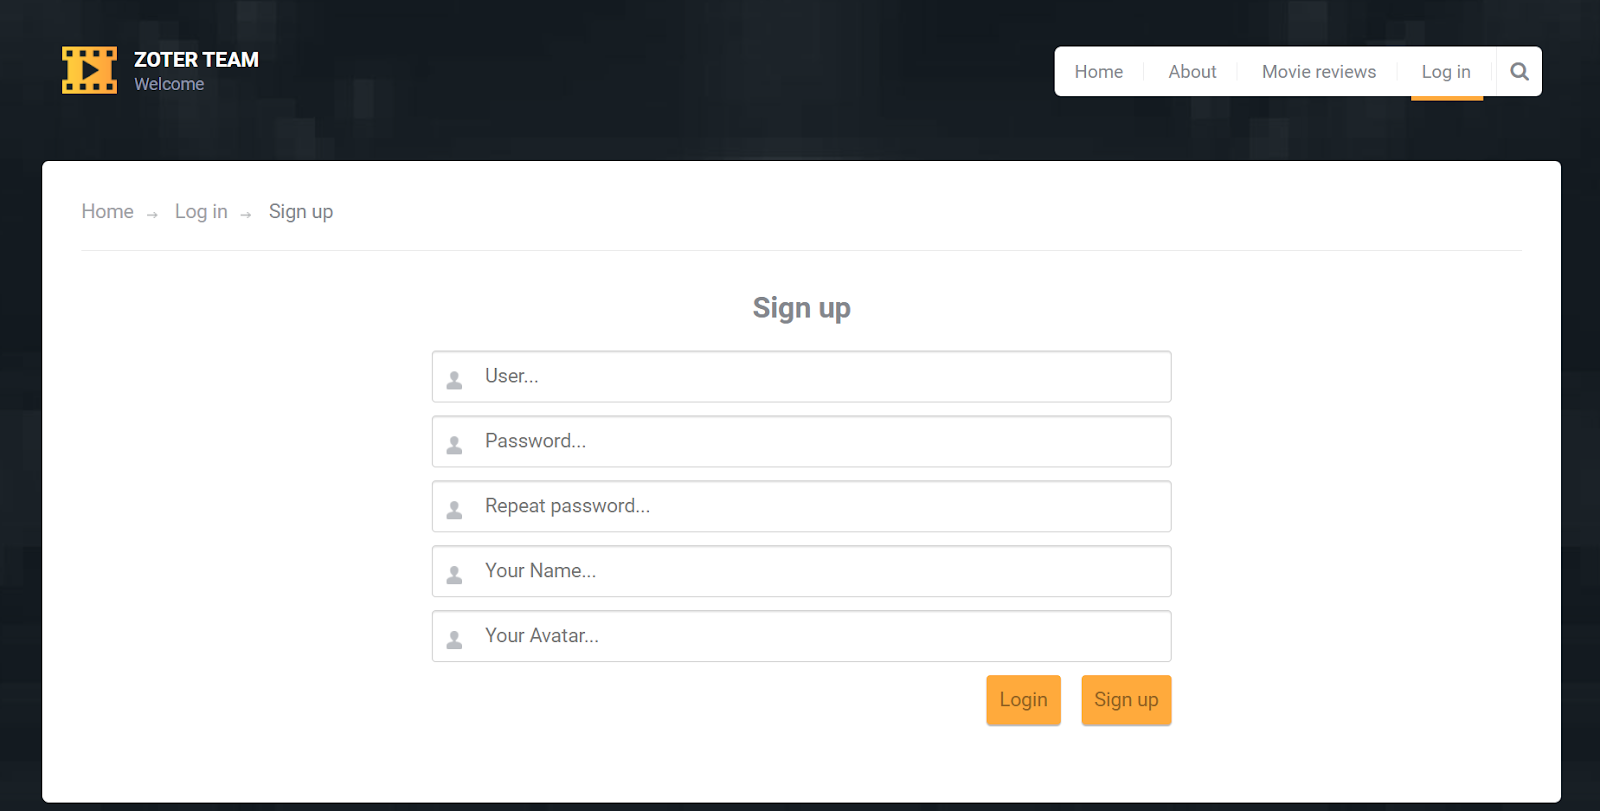 ZOTER TEAM
Welcome
Home About Movie reviews Log in
Home → Log in → Sign up
Sign up
User...
Password...
Repeat password...
Your Name...
Your Avatar...
Login Sign up